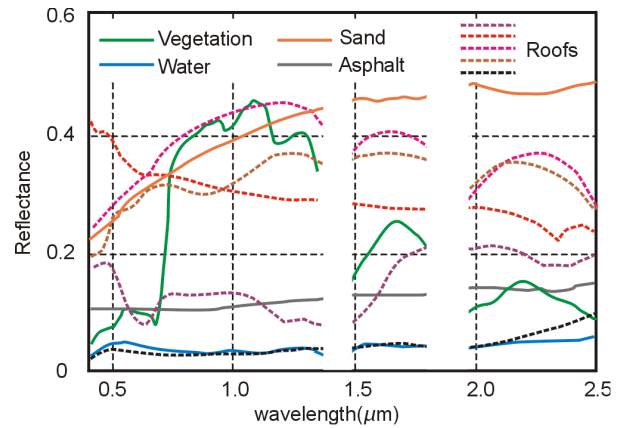 0.6
Vegetation
Sand
Water
Asphalt
Roofs
0.4
0.2
0
Reflectance
0.5 1.0 1.5 2.0 2.5
wavelength(μm)